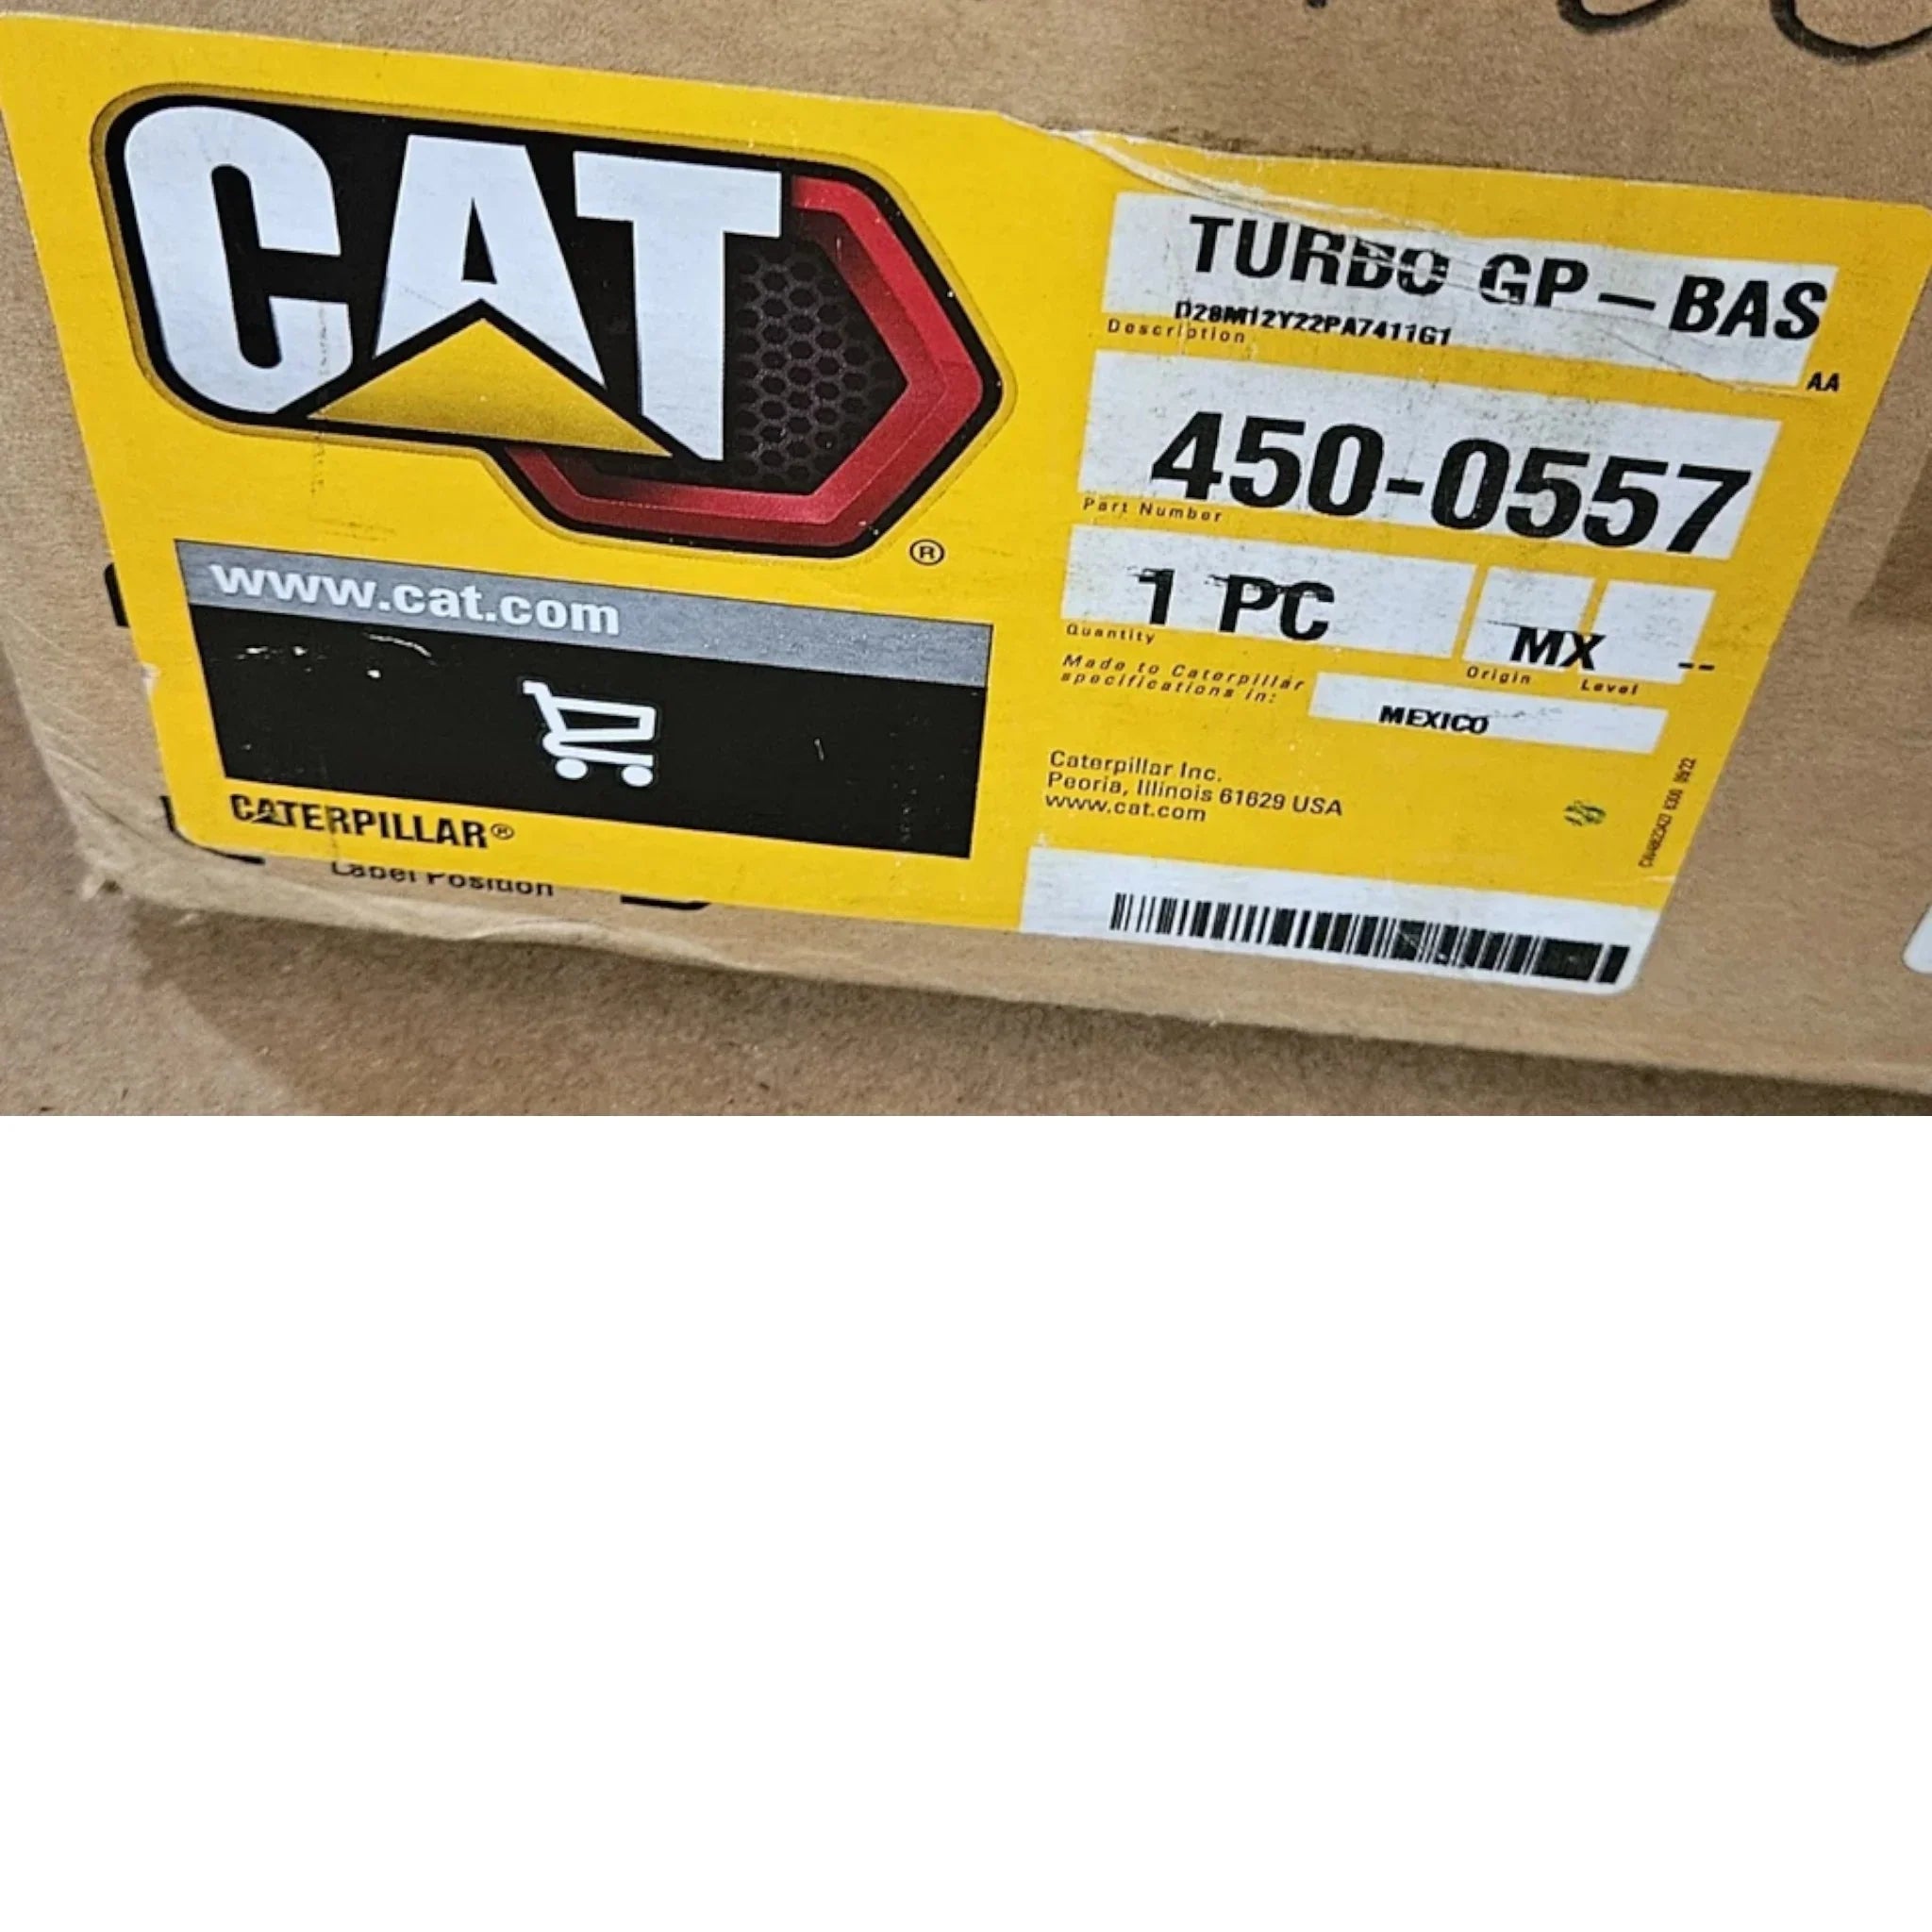 CAT
®
www.cat.com
CATERPILLAR®
Label Position
TURBO GP-BAS
D28M12Y22PA7411G1
Description
AA
450-0557
Part Number
1 PC
Quantity
MX
Origin
--
Level
Made to Caterpillar
specifications in:
MEXICO
Caterpillar Inc.
Peoria, Illinois 61629 USA
www.cat.com
09/22